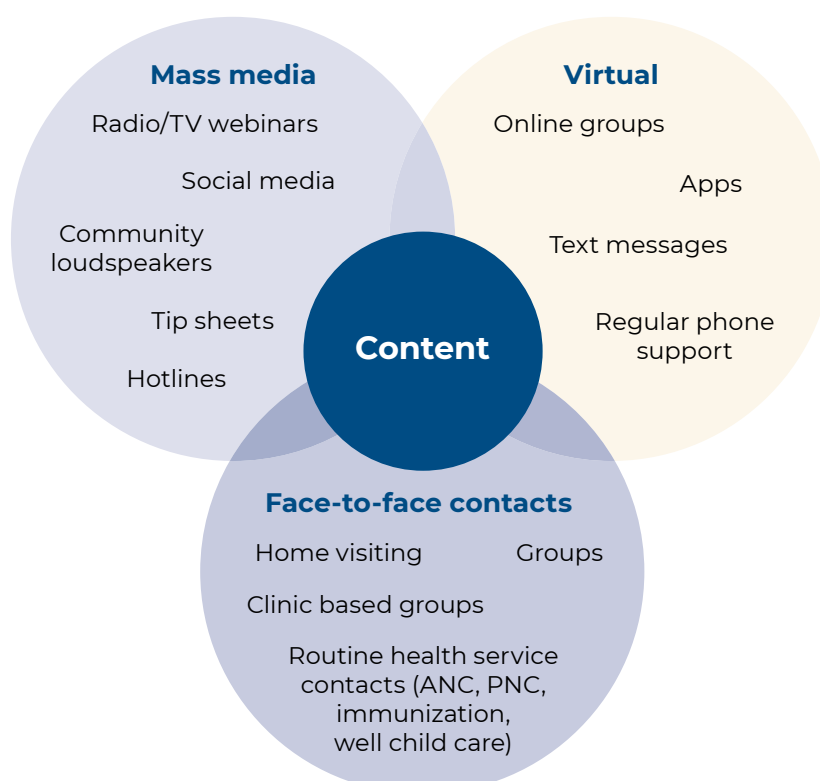 Mass media
Radio/TV webinars
Social media
Community
loudspeakers
Tip sheets
Hotlines
Virtual
Online groups
Apps
Text messages
Regular phone
support
Content
Face-to-face contacts
Home visiting
Groups
Clinic based groups
Routine health service
contacts (ANC, PNC,
immunization,
well child care)